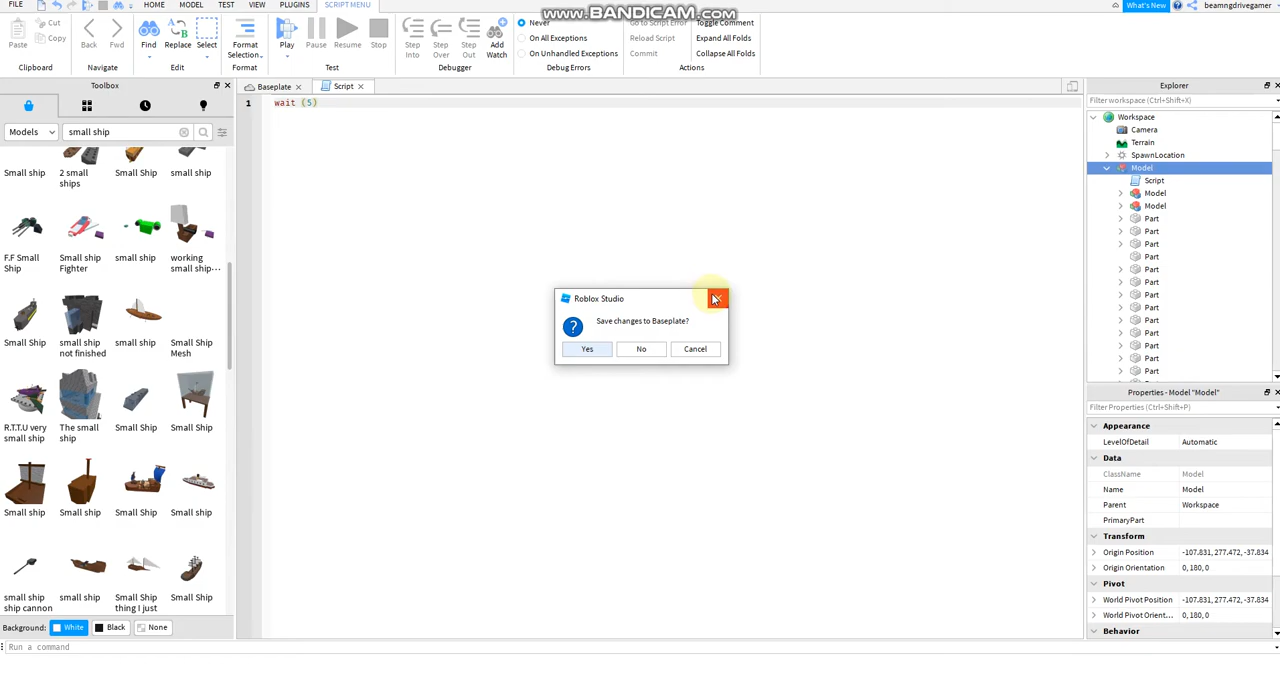 www.BANDICAM.com
FILE HOME MODEL TEST VIEW PLUGINS SCRIPT MENU What's New beamngdrivegamer
Paste Cut Copy Back Fwd Find Replace Select Format Selection Play Pause Resume Stop Step Into Step Over Step Out Add Watch
Never
On All Exceptions
On Unhandled Exceptions
Go to Script Error Toggle Comment
Reload Script Expand All Folds
Commit Collapse All Folds
Clipboard Navigate Edit Format Test Debugger Debug Errors Actions
Toolbox
Baseplate Script
Models small ship
1 wait (5)
Small ship 2 small ships Small Ship small ship
F.F Small Ship Small ship Fighter small ship working small ship...
Small Ship small ship not finished small ship Small Ship Mesh
R.T.T.U very small ship The small ship Small Ship Small Ship
Small ship Small ship Small Ship Small ship
small ship ship cannon small ship Small Ship thing I just Small Ship
Background: White Black None
Run a command
Roblox Studio
Save changes to Baseplate?
Yes No Cancel
Explorer
Filter workspace (Ctrl+Shift+X)
Workspace
Camera
Terrain
SpawnLocation
Model
Script
Model
Model
Part
Part
Part
Part
Part
Part
Part
Part
Part
Part
Part
Part
Part
Properties - Model "Model"
Filter Properties (Ctrl+Shift+P)
Appearance
LevelOfDetail Automatic
Data
ClassName Model
Name Model
Parent Workspace
PrimaryPart
Transform
Origin Position -107.831, 277.472, -37.834
Origin Orientation 0, 180, 0
Pivot
World Pivot Position -107.831, 277.472, -37.834
World Pivot Orient... 0, 180, 0
Behavior